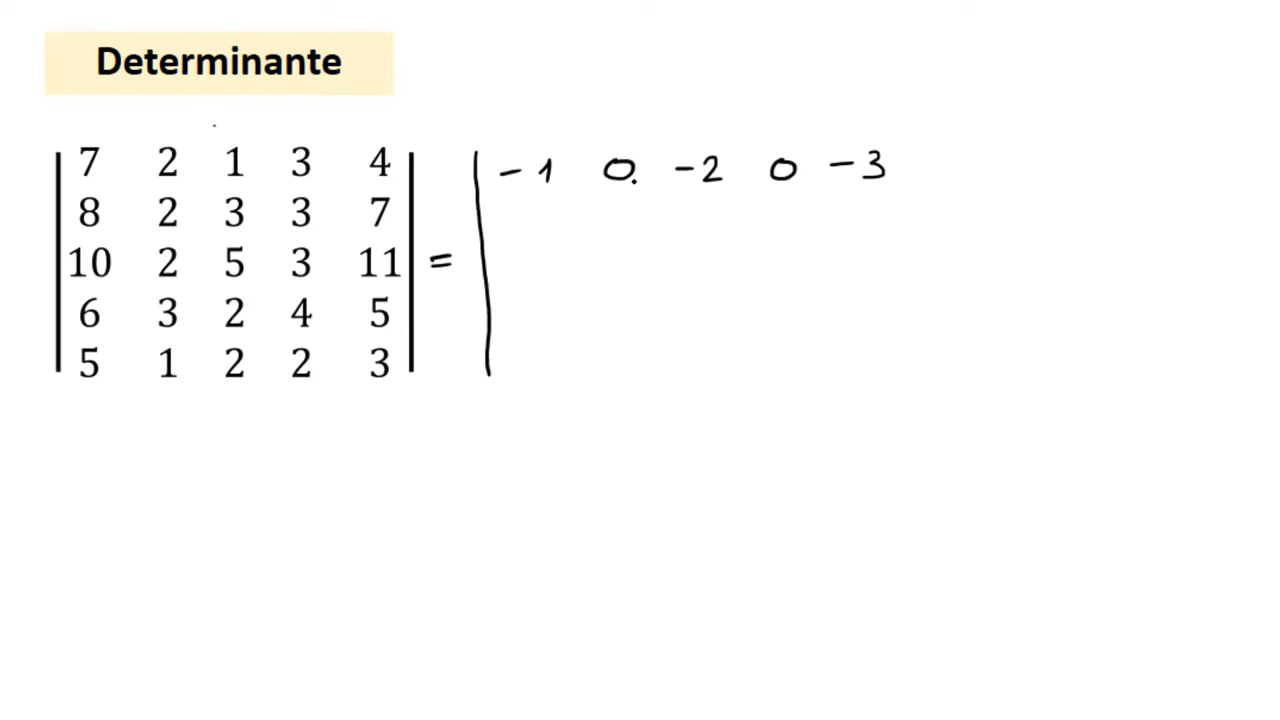 Determinante
7 2 1 3 4 -1 0. -2 0 -3
8 2 3 3 7
10 2 5 3 11 =
6 3 2 4 5
5 1 2 2 3